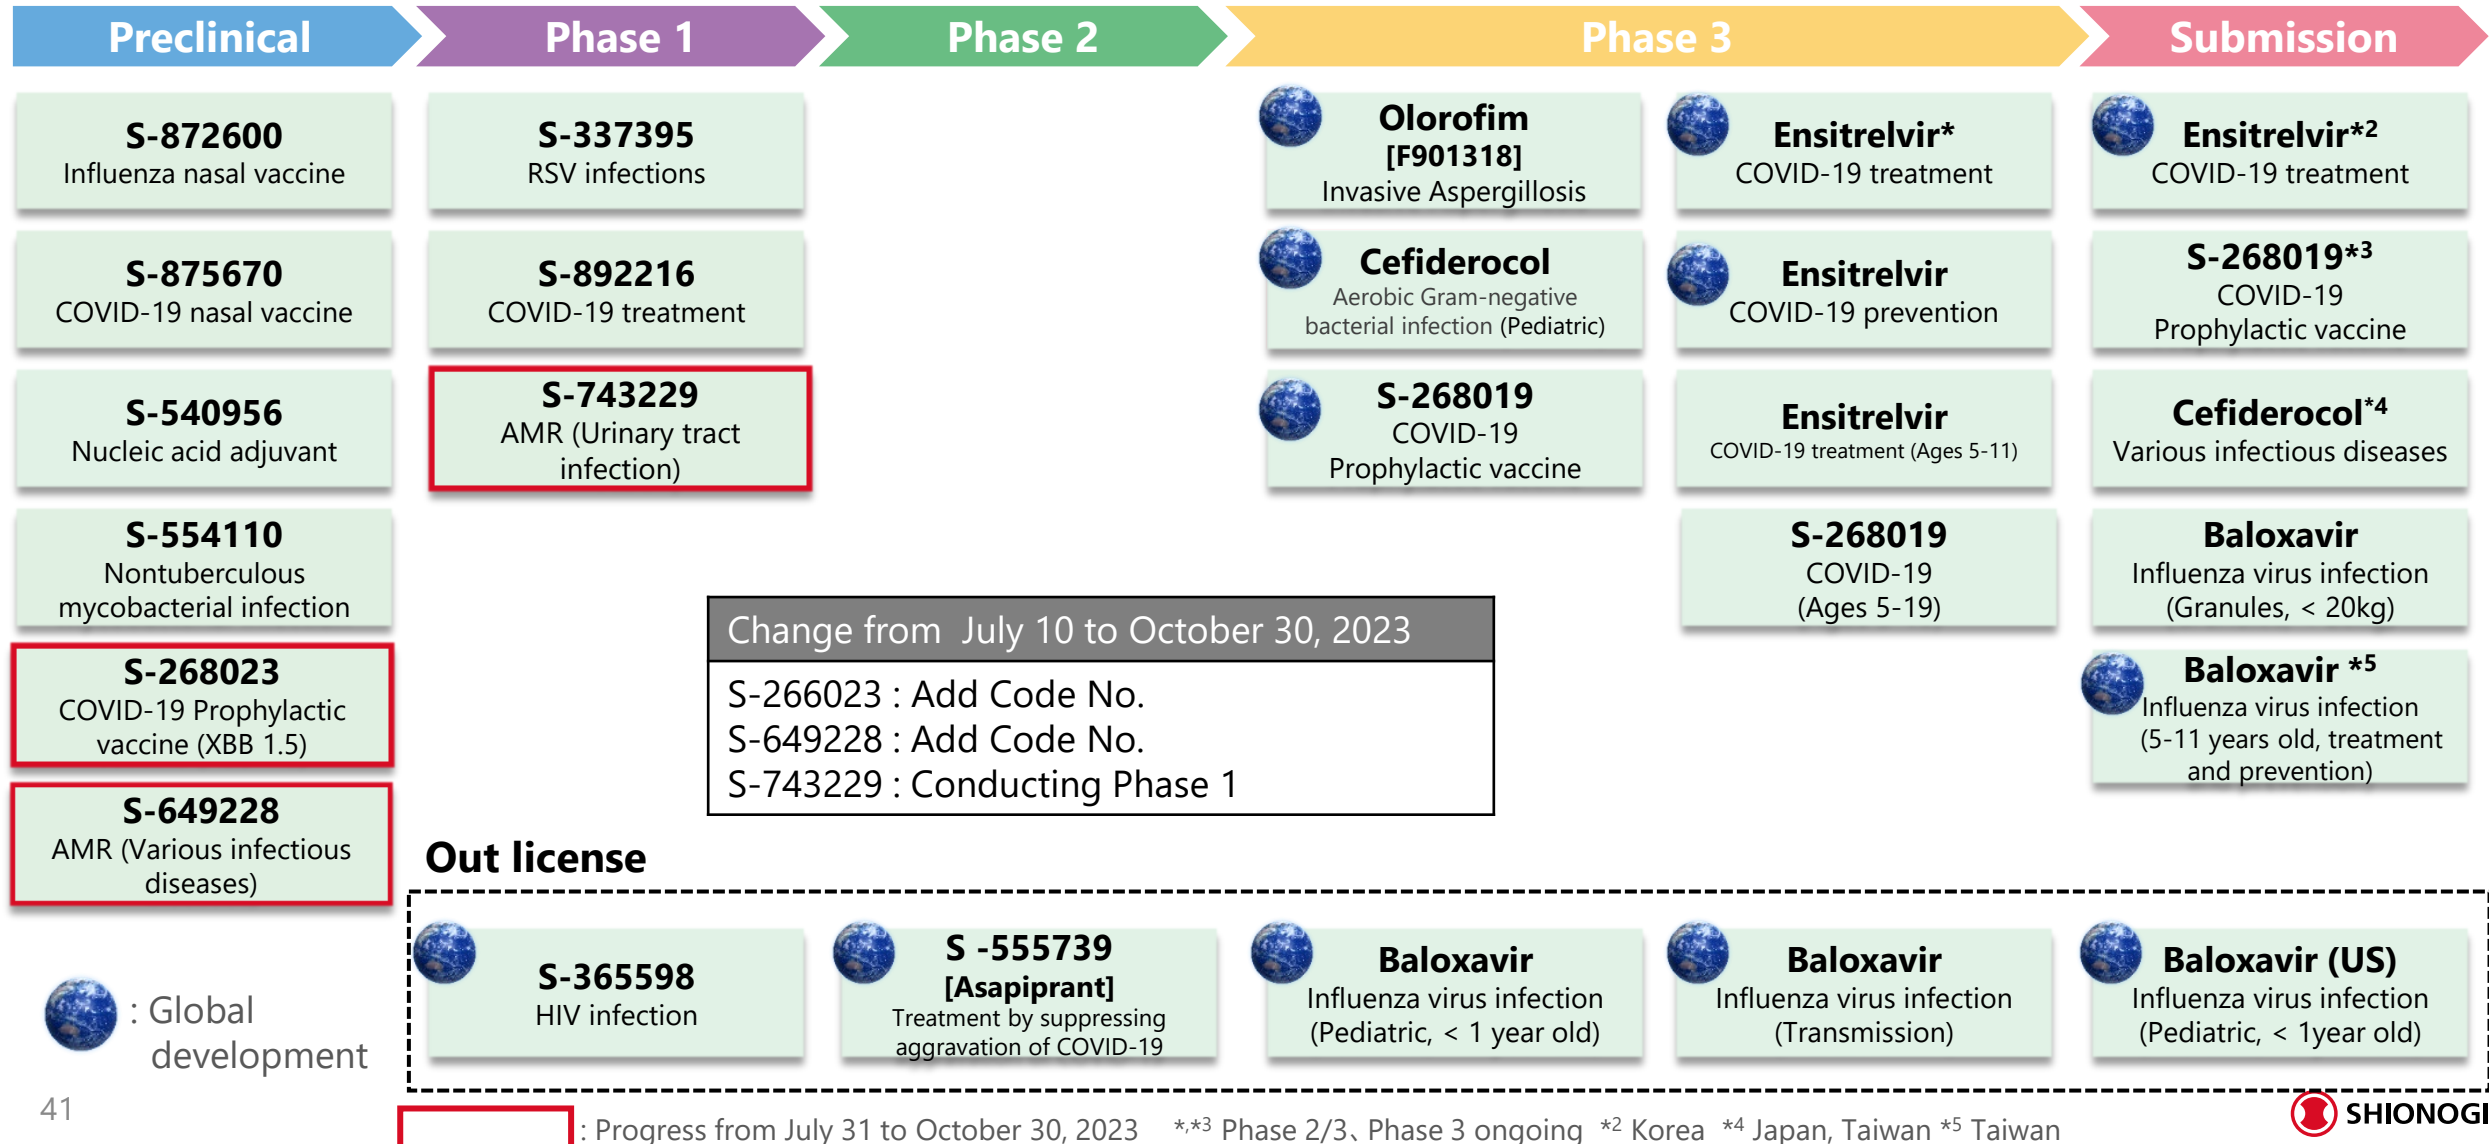 Preclinical
Phase 1
Phase 2
Phase 3
Submission
S-872600
Influenza nasal vaccine
S-875670
COVID-19 nasal vaccine
S-540956
Nucleic acid adjuvant
S-554110
Nontuberculous
mycobacterial infection
S-268023
COVID-19 Prophylactic
vaccine (XBB 1.5)
S-649228
AMR (Various infectious
diseases)
S-337395
RSV infections
S-892216
COVID-19 treatment
S-743229
AMR (Urinary tract
infection)
Olorofim
[F901318]
Invasive Aspergillosis
Cefiderocol
Aerobic Gram-negative
bacterial infection (Pediatric)
S-268019
COVID-19
Prophylactic vaccine
Ensitrelvir*
COVID-19 treatment
Ensitrelvir
COVID-19 prevention
Ensitrelvir
COVID-19 treatment (Ages 5-11)
S-268019
COVID-19
(Ages 5-19)
Ensitrelvir*2
COVID-19 treatment
S-268019*3
COVID-19
Prophylactic vaccine
Cefiderocol*4
Various infectious diseases
Baloxavir
Influenza virus infection
(Granules, < 20kg)
Baloxavir *5
Influenza virus infection
(5-11 years old, treatment
and prevention)
Change from July 10 to October 30, 2023
S-266023 : Add Code No.
S-649228 : Add Code No.
S-743229 : Conducting Phase 1
Out license
S-365598
HIV infection
S -555739
[Asapiprant]
Treatment by suppressing
aggravation of COVID-19
Baloxavir
Influenza virus infection
(Pediatric, < 1 year old)
Baloxavir
Influenza virus infection
(Transmission)
Baloxavir (US)
Influenza virus infection
(Pediatric, < 1year old)
: Global
development
41
: Progress from July 31 to October 30, 2023 *,*3 Phase 2/3、Phase 3 ongoing *2 Korea *4 Japan, Taiwan *5 Taiwan
SHIONOGI